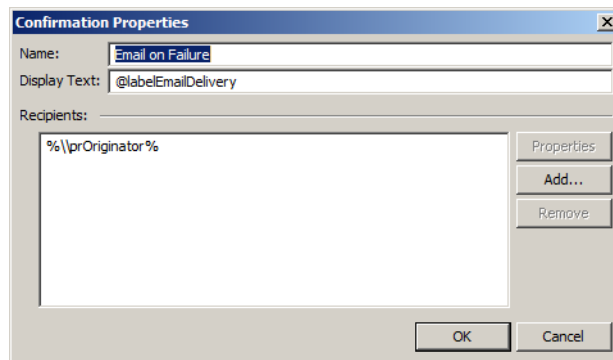 Confirmation Properties
Name: Email on Failure
Display Text: @labelEmailDelivery
Recipients:
%\\prOriginator%
Properties
Add...
Remove
OK Cancel